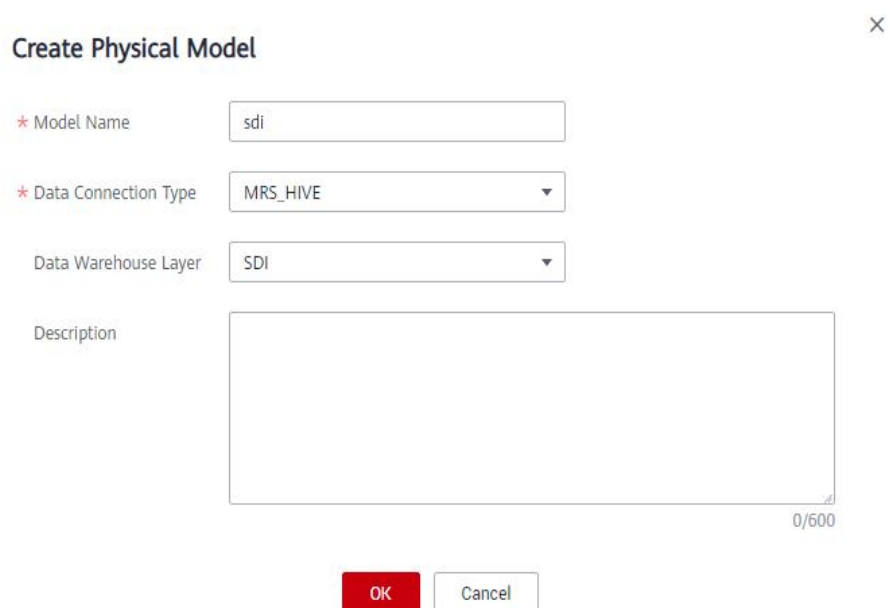 Create Physical Model
* Model Name sdi
* Data Connection Type MRS_HIVE
Data Warehouse Layer SDI
Description
0/600
OK Cancel